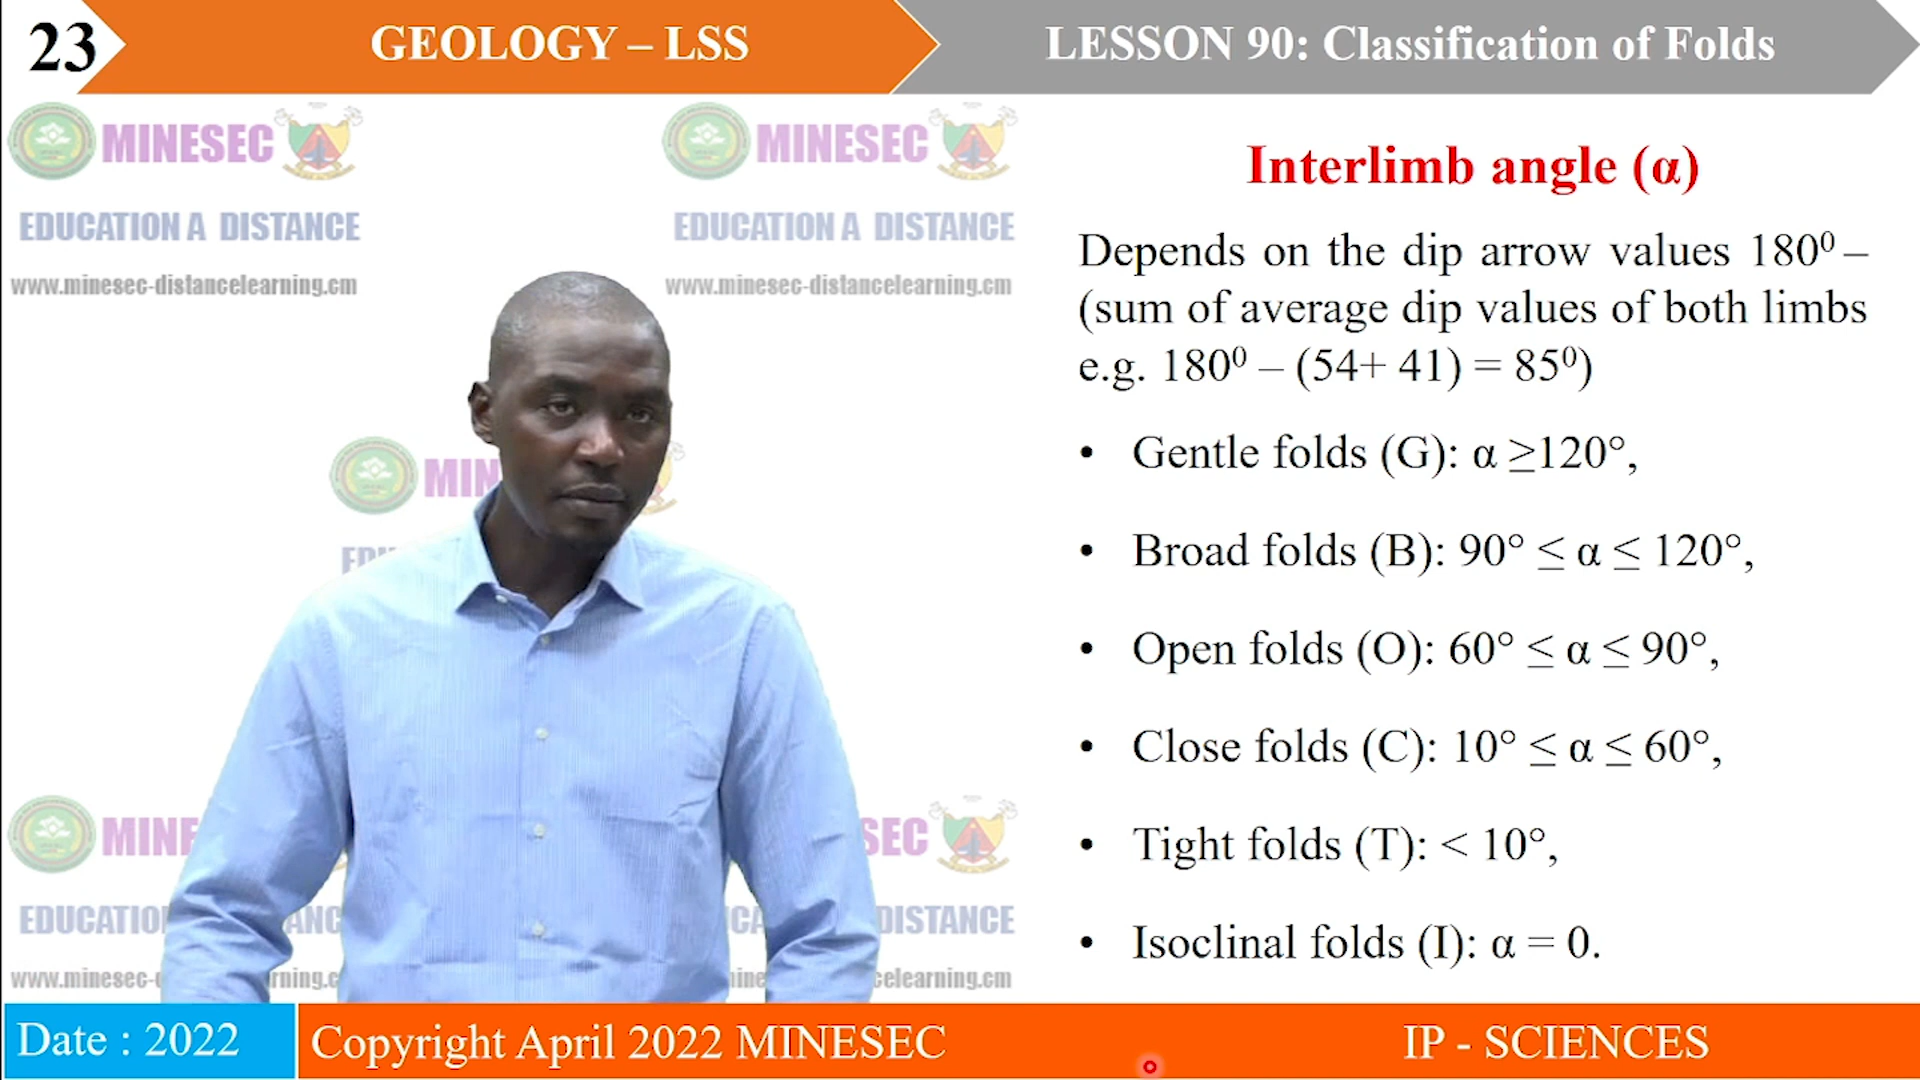 23
GEOLOGY – LSS
LESSON 90: Classification of Folds
MINESEC
EDUCATION A DISTANCE
www.minesec-distancelearning.cm
MINESEC
EDUCATION A DISTANCE
www.minesec-distancelearning.cm
Interlimb angle (α)
Depends on the dip arrow values 180⁰ –
(sum of average dip values of both limbs
e.g. 180⁰ – (54+ 41) = 85⁰)
• Gentle folds (G): α ≥120°,
• Broad folds (B): 90° ≤ α ≤ 120°,
• Open folds (O): 60° ≤ α ≤ 90°,
• Close folds (C): 10° ≤ α ≤ 60°,
• Tight folds (T): < 10°,
• Isoclinal folds (I): α = 0.
Date : 2022
Copyright April 2022 MINESEC
IP - SCIENCES